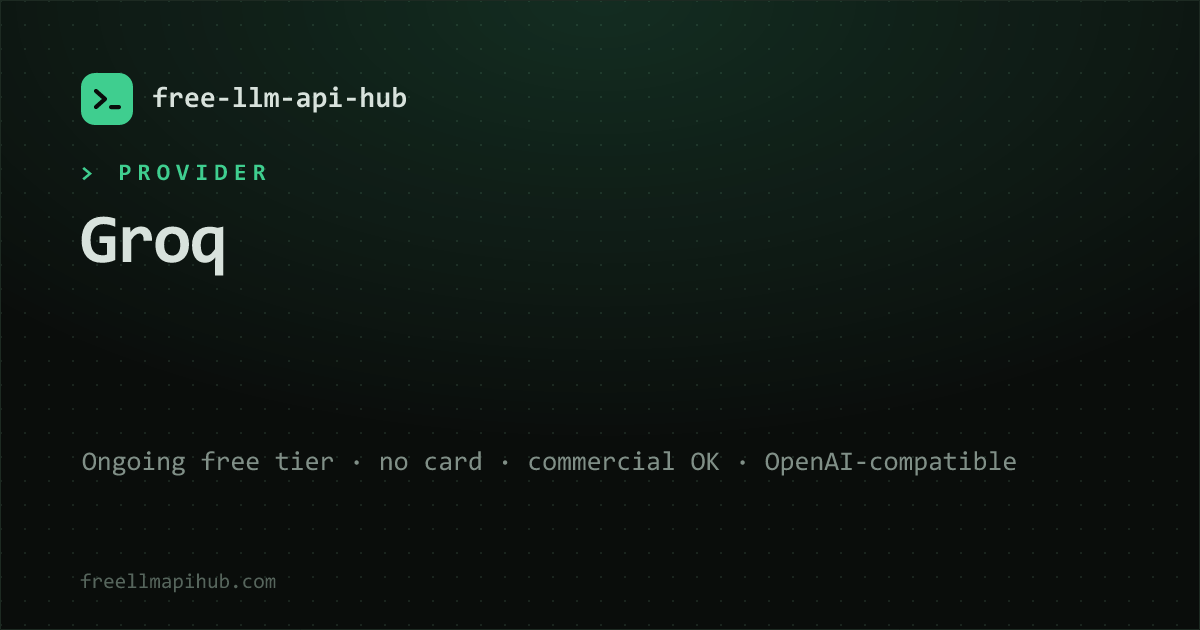 free-llm-api-hub
> PROVIDER
Groq
Ongoing free tier · no card · commercial OK · OpenAI-compatible
freellmapihub.com